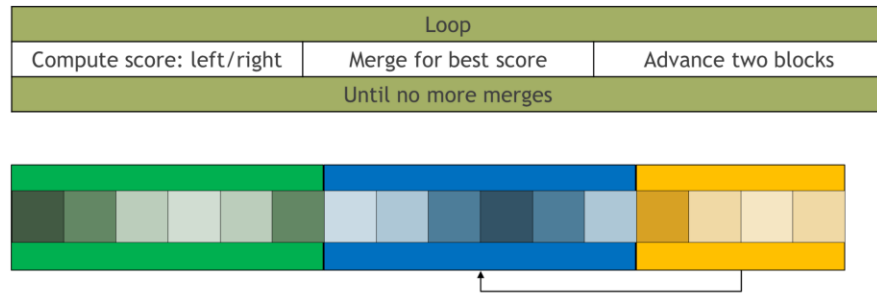 Loop
Compute score: left/right Merge for best score Advance two blocks
Until no more merges